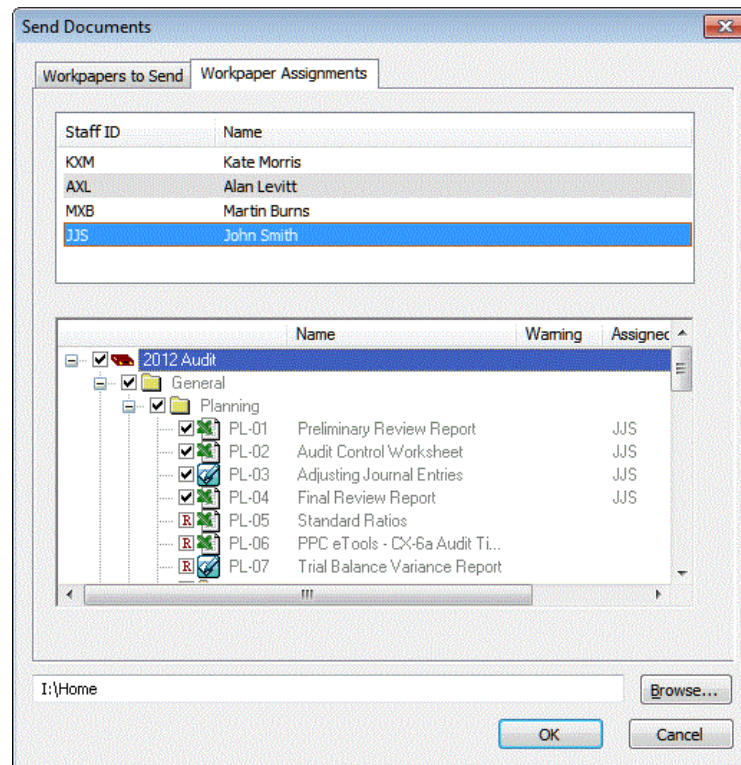 Send Documents
Workpapers to Send Workpaper Assignments
Staff ID Name
KXM Kate Morris
AXL Alan Levitt
MXB Martin Burns
JJS John Smith
Name Warning Assigned
2012 Audit
General
Planning
PL-01 Preliminary Review Report JJS
PL-02 Audit Control Worksheet JJS
PL-03 Adjusting Journal Entries JJS
PL-04 Final Review Report JJS
R PL-05 Standard Ratios
R PL-06 PPC eTools - CX-6a Audit Ti...
R PL-07 Trial Balance Variance Report
I:\Home Browse...
OK Cancel